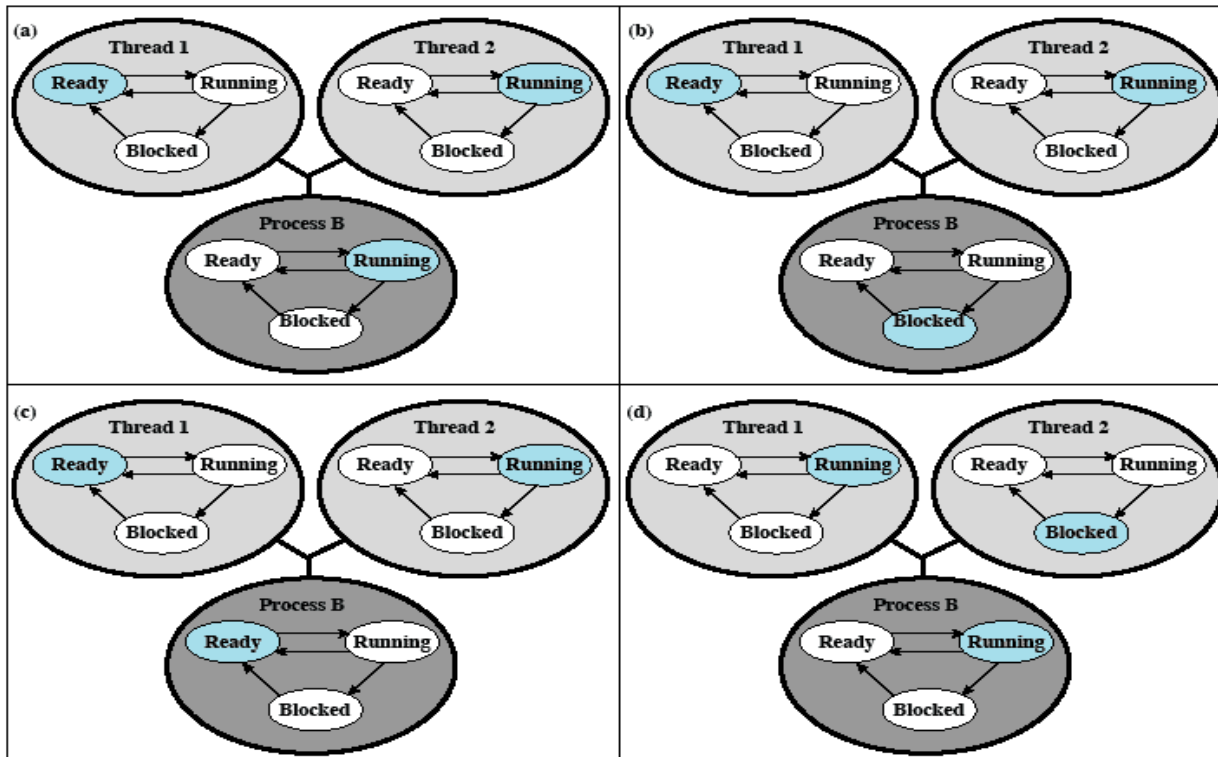 (a)
Thread 1
Thread 2
Ready
Running
Ready
Running
Blocked
Blocked
Process B
Ready
Running
Blocked
(b)
Thread 1
Thread 2
Ready
Running
Ready
Running
Blocked
Blocked
Process B
Ready
Running
Blocked
(c)
Thread 1
Thread 2
Ready
Running
Ready
Running
Blocked
Blocked
Process B
Ready
Running
Blocked
(d)
Thread 1
Thread 2
Ready
Running
Ready
Running
Blocked
Blocked
Process B
Ready
Running
Blocked